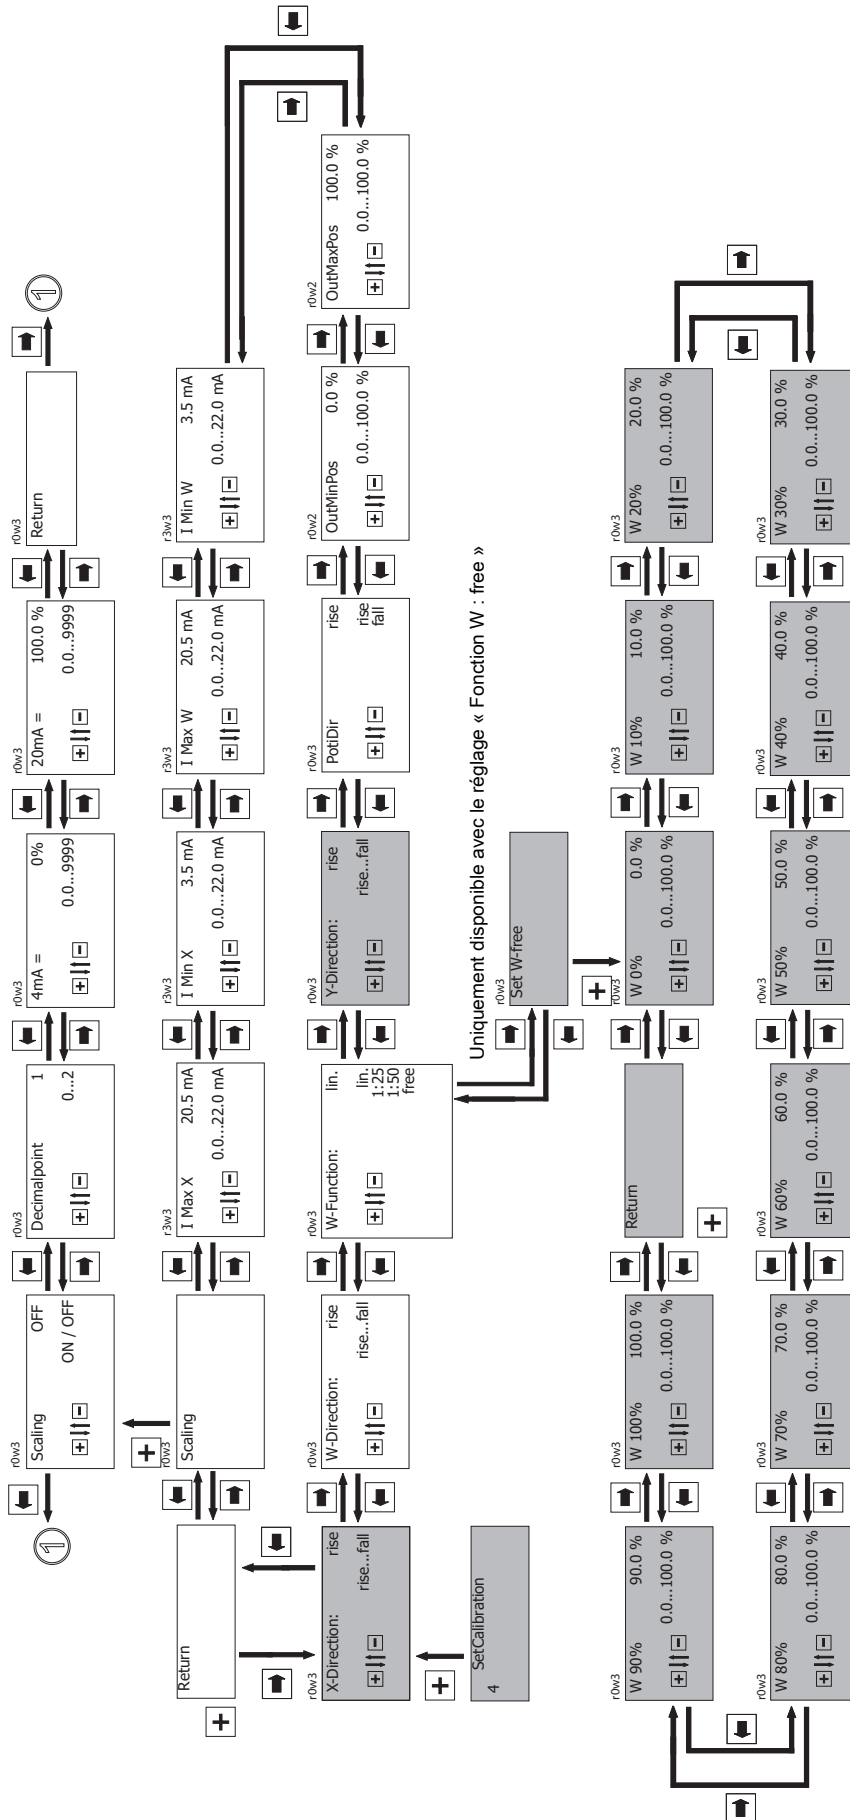 1
r0w3
Scaling OFF
ON / OFF
+ −
r0w3
Decimalpoint 1
0...2
+ −
r0w3
4mA = 0%
0.0...9999
+ −
r0w3
20mA = 100.0 %
0.0...9999
+ −
r0w3
Return
1
Return
+
+
r0w3
Scaling
r3w3
I Max X 20.5 mA
0.0...22.0 mA
+ −
r3w3
I Min X 3.5 mA
0.0...22.0 mA
+ −
r3w3
I Max W 20.5 mA
0.0...22.0 mA
+ −
r3w3
I Min W 3.5 mA
0.0...22.0 mA
+ −
r0w3
X-Direction: rise
rise...fall
+ −
r0w3
W-Direction: rise
rise...fall
+ −
r0w3
W-Function: lin.
lin.
1:25
1:50
free
+ −
r0w3
Y-Direction: rise
rise...fall
+ −
r0w3
PotiDir rise
rise
fall
+ −
r0w2
OutMinPos 0.0 %
0.0...100.0 %
+ −
r0w2
OutMaxPos 100.0 %
0.0...100.0 %
+ −
+
SetCalibration
4
Uniquement disponible avec le réglage « Fonction W : free »
r0w3
Set W-free
+
r0w3
W 90% 90.0 %
0.0...100.0 %
+ −
r0w3
W 100% 100.0 %
0.0...100.0 %
+ −
Return
+
r0w3
W 0% 0.0 %
0.0...100.0 %
+ −
r0w3
W 10% 10.0 %
0.0...100.0 %
+ −
r0w3
W 20% 20.0 %
0.0...100.0 %
+ −
r0w3
W 80% 80.0 %
0.0...100.0 %
+ −
r0w3
W 70% 70.0 %
0.0...100.0 %
+ −
r0w3
W 60% 60.0 %
0.0...100.0 %
+ −
r0w3
W 50% 50.0 %
0.0...100.0 %
+ −
r0w3
W 40% 40.0 %
0.0...100.0 %
+ −
r0w3
W 30% 30.0 %
0.0...100.0 %
+ −